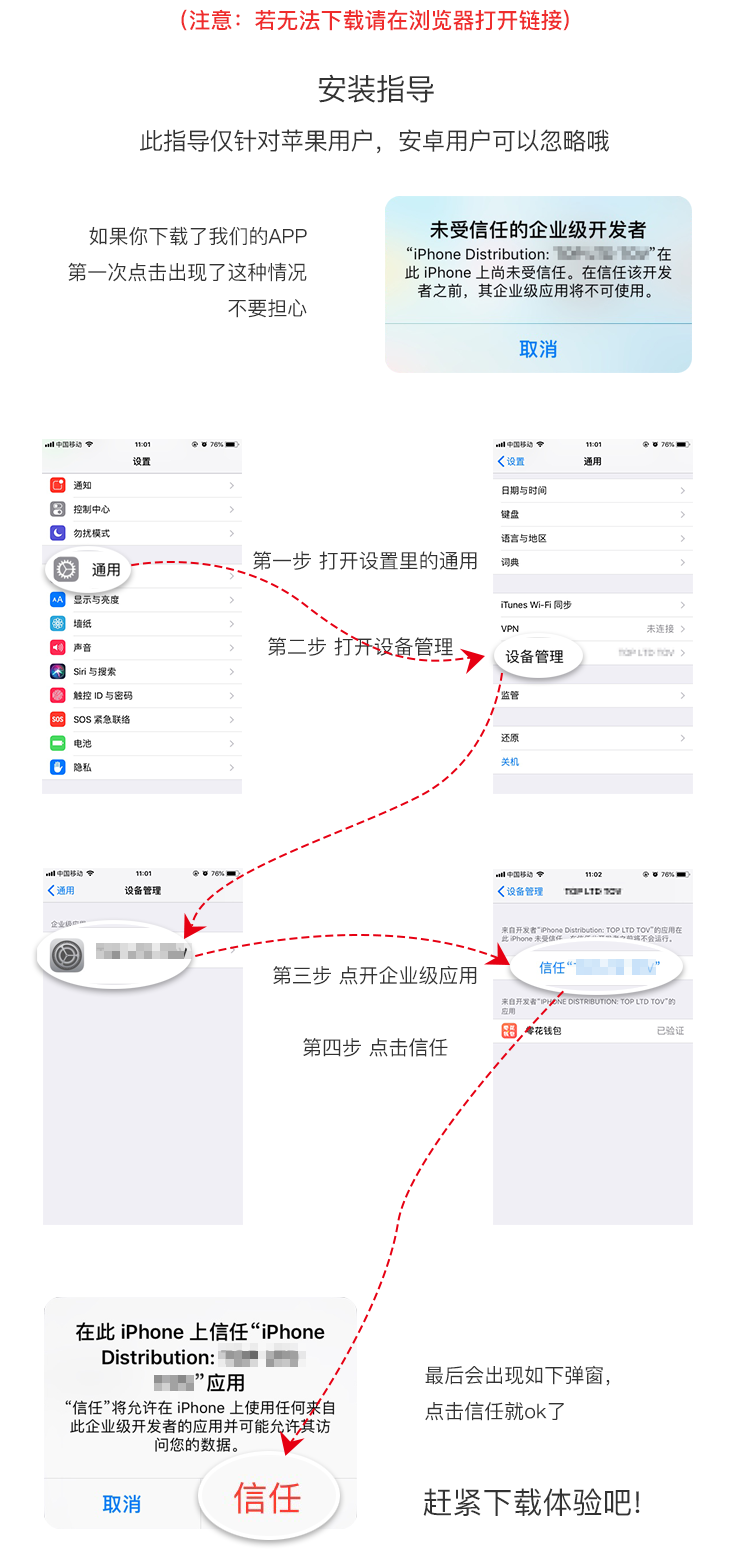 （注意：若无法下载请在浏览器打开链接）
安装指导
此指导仅针对苹果用户，安卓用户可以忽略哦
如果你下载了我们的APP
第一次点击出现了这种情况
不要担心
未受信任的企业级开发者
“iPhone Distribution: ”在
此 iPhone 上尚未受信任。在信任该开发
者之前，其企业级应用将不可使用。
取消
中国移动 11:01 76%
设置
通知
控制中心
勿扰模式
通用
显示与亮度
墙纸
声音
Siri 与搜索
触控 ID 与密码
SOS 紧急联络
电池
隐私
第一步 打开设置里的通用
第二步 打开设备管理
中国移动 11:01 76%
设置 通用
日期与时间
键盘
语言与地区
词典
iTunes Wi-Fi 同步
VPN 未连接
设备管理 TOP LTD TOV
监管
还原
关机
中国移动 11:01 76%
通用 设备管理
企业级应用
第三步 点开企业级应用
第四步 点击信任
中国移动 11:02 76%
设备管理 TOP LTD TOV
来自开发者“iPhone Distribution: TOP LTD TOV”的应用在
此 iPhone 未受信任，在信任此开发者之前将不会运行。
信任“ ”
来自开发者“IPHONE DISTRIBUTION: TOP LTD TOV”的
应用
零花钱包 已验证
在此 iPhone 上信任“iPhone
Distribution:
”应用
“信任”将允许在 iPhone 上使用任何来自
此企业级开发者的应用并可能允许其访
问您的数据。
取消 信任
最后会出现如下弹窗，
点击信任就ok了
赶紧下载体验吧!